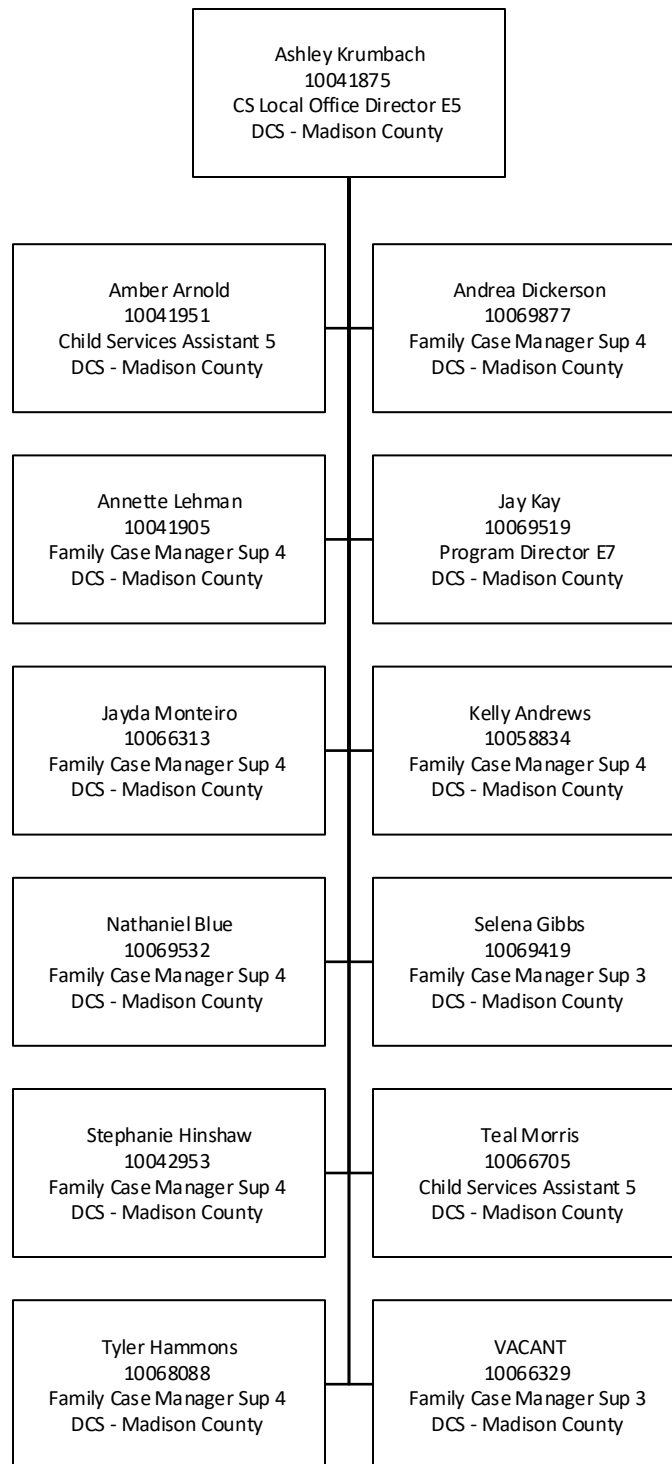 Ashley Krumbach
10041875
CS Local Office Director E5
DCS - Madison County
Amber Arnold
10041951
Child Services Assistant 5
DCS - Madison County
Andrea Dickerson
10069877
Family Case Manager Sup 4
DCS - Madison County
Annette Lehman
10041905
Family Case Manager Sup 4
DCS - Madison County
Jay Kay
10069519
Program Director E7
DCS - Madison County
Jayda Monteiro
10066313
Family Case Manager Sup 4
DCS - Madison County
Kelly Andrews
10058834
Family Case Manager Sup 4
DCS - Madison County
Nathaniel Blue
10069532
Family Case Manager Sup 4
DCS - Madison County
Selena Gibbs
10069419
Family Case Manager Sup 3
DCS - Madison County
Stephanie Hinshaw
10042953
Family Case Manager Sup 4
DCS - Madison County
Teal Morris
10066705
Child Services Assistant 5
DCS - Madison County
Tyler Hammons
10068088
Family Case Manager Sup 4
DCS - Madison County
VACANT
10066329
Family Case Manager Sup 3
DCS - Madison County